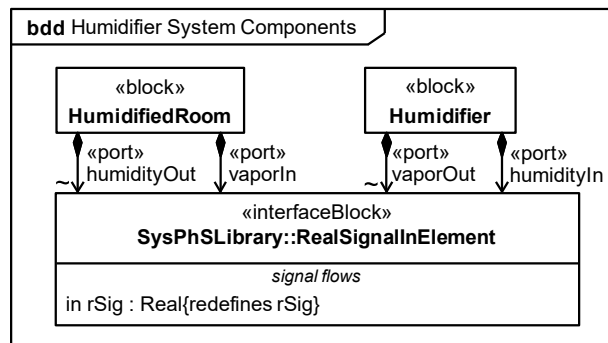 bdd Humidifier System Components
«block»
HumidifiedRoom
«block»
Humidifier
«port»
humidityOut
~
«port»
vaporIn
«port»
vaporOut
~
«port»
humidityIn
«interfaceBlock»
SysPhSLibrary::RealSignalInElement
signal flows
in rSig : Real{redefines rSig}